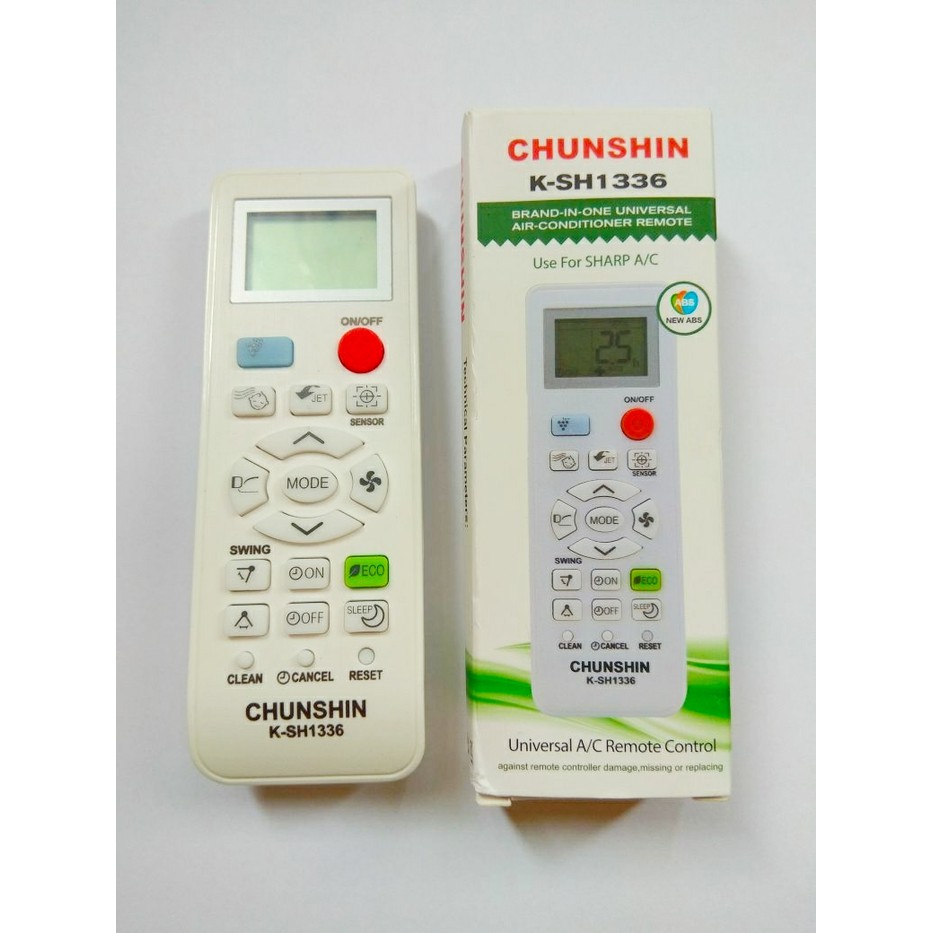 ON/OFF
JET
SENSOR
MODE
SWING
ON
ECO
OFF
SLEEP
CLEAN
CANCEL
RESET
CHUNSHIN
K-SH1336
CHUNSHIN
K-SH1336
BRAND-IN-ONE UNIVERSAL
AIR-CONDITIONER REMOTE
Use For SHARP A/C
ABS
NEW ABS
25
h
ON/OFF
JET
SENSOR
MODE
SWING
ON
ECO
OFF
SLEEP
CLEAN
CANCEL
RESET
CHUNSHIN
K-SH1336
Universal A/C Remote Control
against remote controller damage,missing or replacing
CHUNSHIN
Technical Parameters: